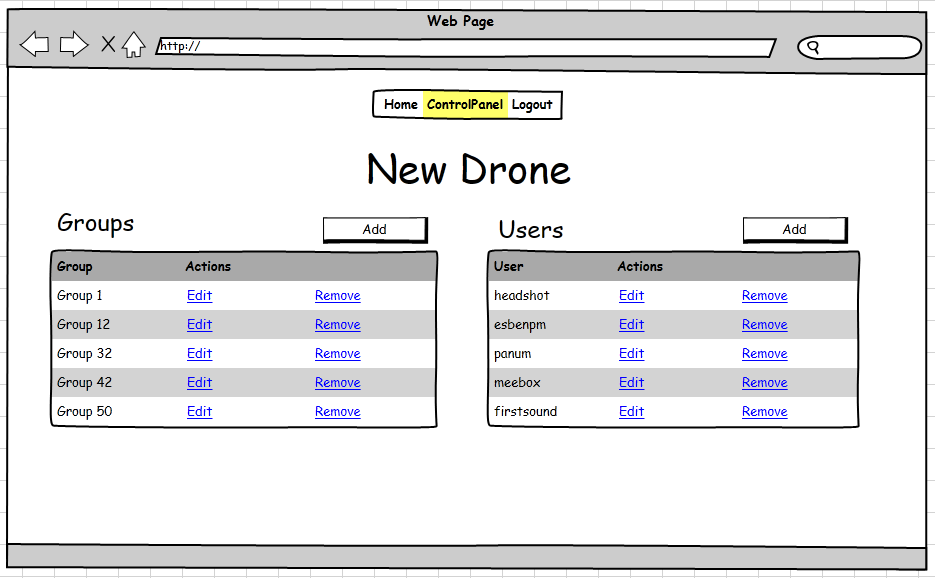 Web Page
http://
Home ControlPanel Logout
New Drone
Groups
Add
Group Actions
Group 1 Edit Remove
Group 12 Edit Remove
Group 32 Edit Remove
Group 42 Edit Remove
Group 50 Edit Remove
Users
Add
User Actions
headshot Edit Remove
esbenpm Edit Remove
panum Edit Remove
meebox Edit Remove
firstsound Edit Remove